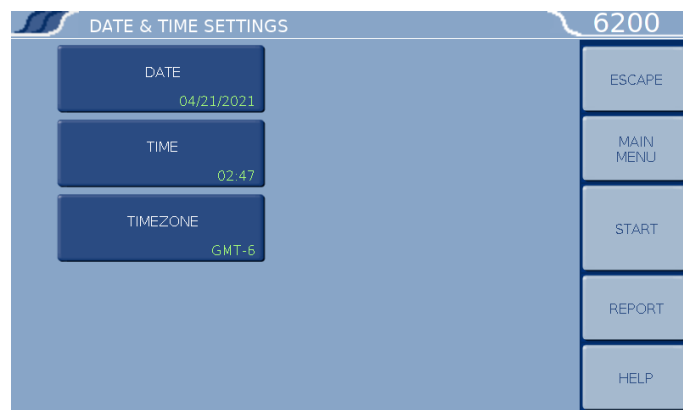 DATE & TIME SETTINGS
6200
DATE
04/21/2021
TIME
02:47
TIMEZONE
GMT-6
ESCAPE
MAIN
MENU
START
REPORT
HELP